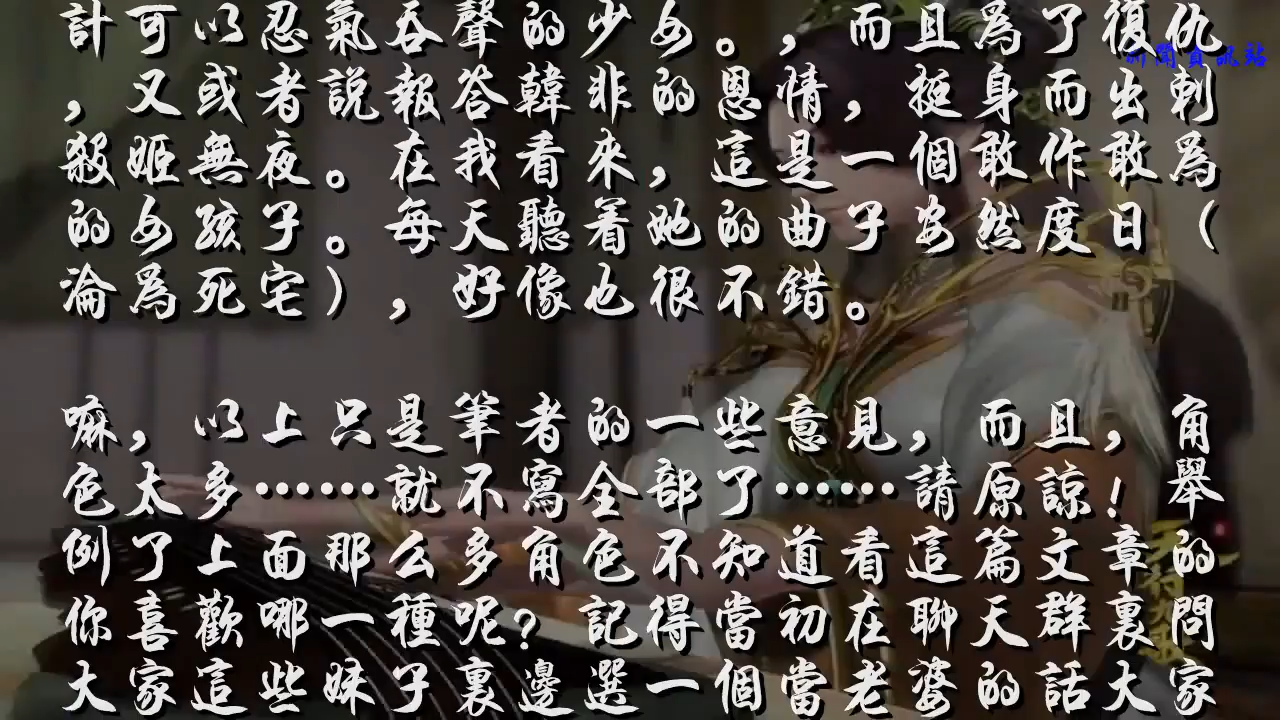 計可以忍氣吞聲的少女。，而且爲了復仇
新聞資訊站
，又或者說報答韓非的恩情，挺身而出刺
殺姬無夜。在我看來，這是一個敢作敢爲
的女孩子。每天聽着她的曲子安然度日（
淪爲死宅），好像也很不錯。
嘛，以上只是筆者的一些意見，而且，角
色太多……就不寫全部了……請原諒！舉
例了上面那么多角色不知道看這篇文章的
你喜歡哪一種呢？記得當初在聊天群裏問
大家這些妹子裏邊選一個當老婆的話大家